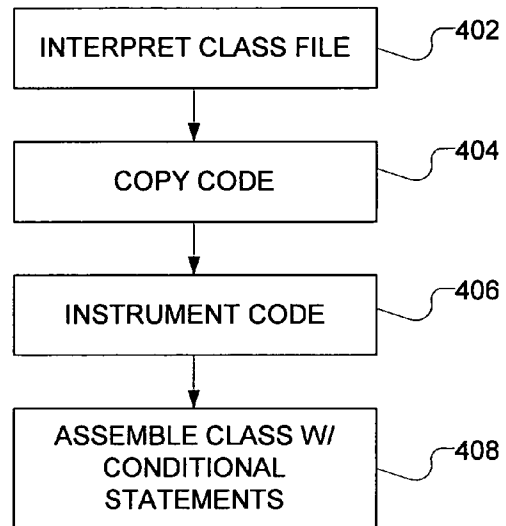 INTERPRET CLASS FILE
402
COPY CODE
404
INSTRUMENT CODE
406
ASSEMBLE CLASS W/
CONDITIONAL
STATEMENTS
408